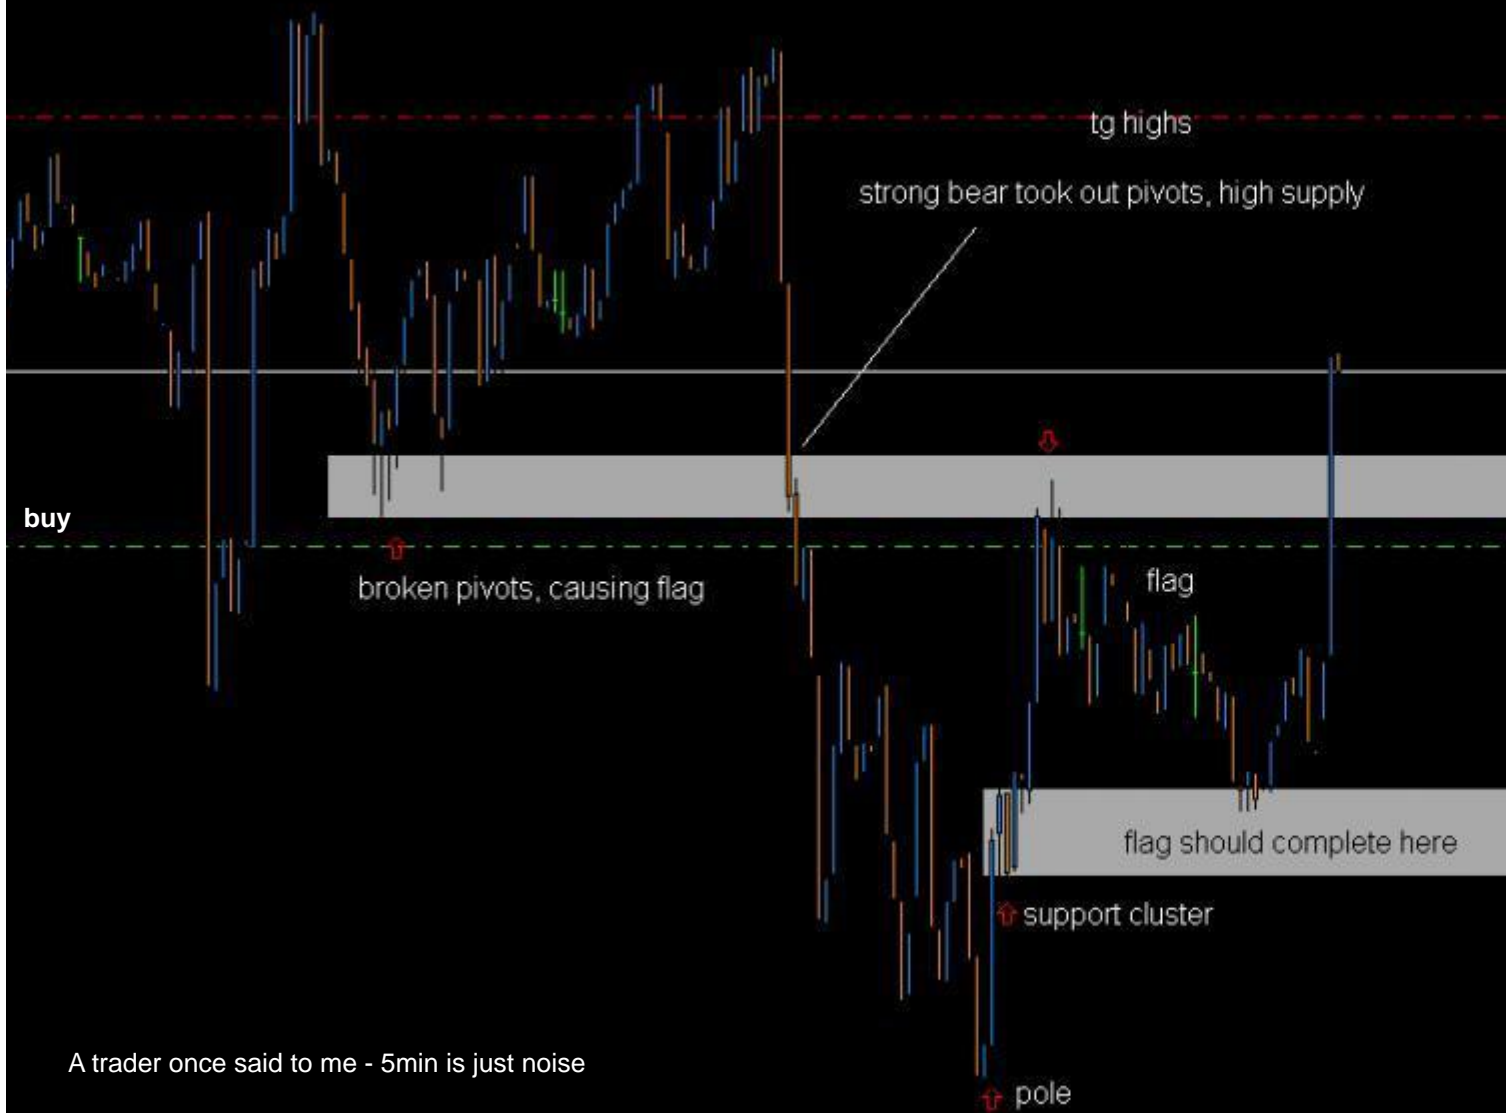 tg highs
strong bear took out pivots, high supply
buy
broken pivots, causing flag
flag
flag should complete here
support cluster
A trader once said to me - 5min is just noise
pole